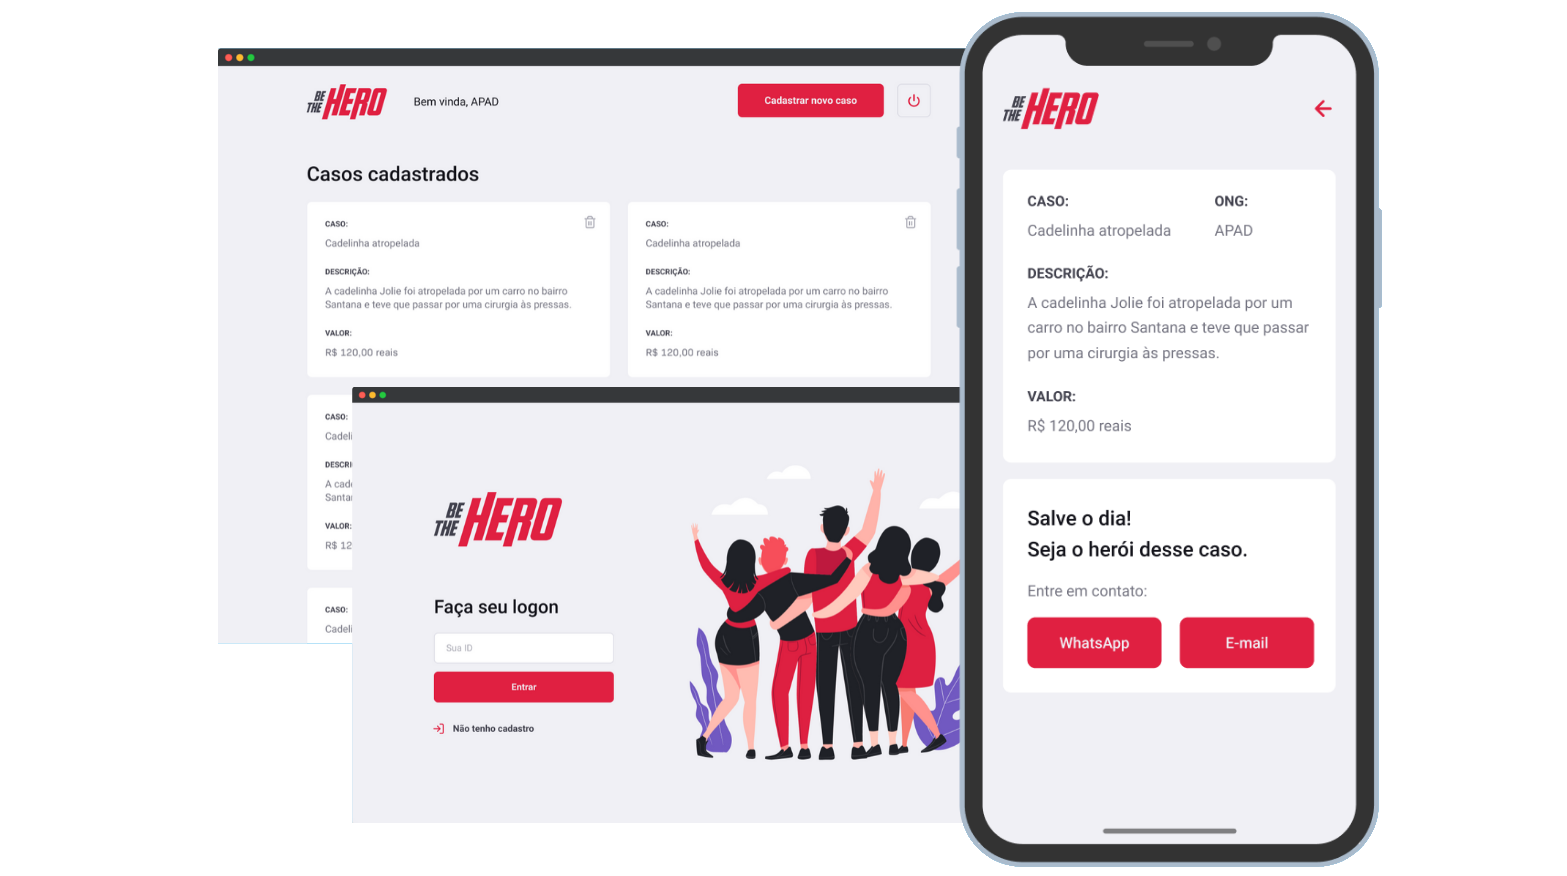 BE THE HERO
Bem vinda, APAD
Cadastrar novo caso
Casos cadastrados
CASO:
Cadelinha atropelada
DESCRIÇÃO:
A cadelinha Jolie foi atropelada por um carro no bairro
Santana e teve que passar por uma cirurgia às pressas.
VALOR:
R$ 120,00 reais
CASO:
Cadelinha atropelada
DESCRIÇÃO:
A cadelinha Jolie foi atropelada por um carro no bairro
Santana e teve que passar por uma cirurgia às pressas.
VALOR:
R$ 120,00 reais
CASO:
Cadeli
DESCRI
A cade
Santa
VALOR:
R$ 12
CASO:
Cadeli
BE THE HERO
Faça seu logon
Sua ID
Entrar
Não tenho cadastro
BE THE HERO
CASO:
Cadelinha atropelada
ONG:
APAD
DESCRIÇÃO:
A cadelinha Jolie foi atropelada por um
carro no bairro Santana e teve que passar
por uma cirurgia às pressas.
VALOR:
R$ 120,00 reais
Salve o dia!
Seja o herói desse caso.
Entre em contato:
WhatsApp
E-mail